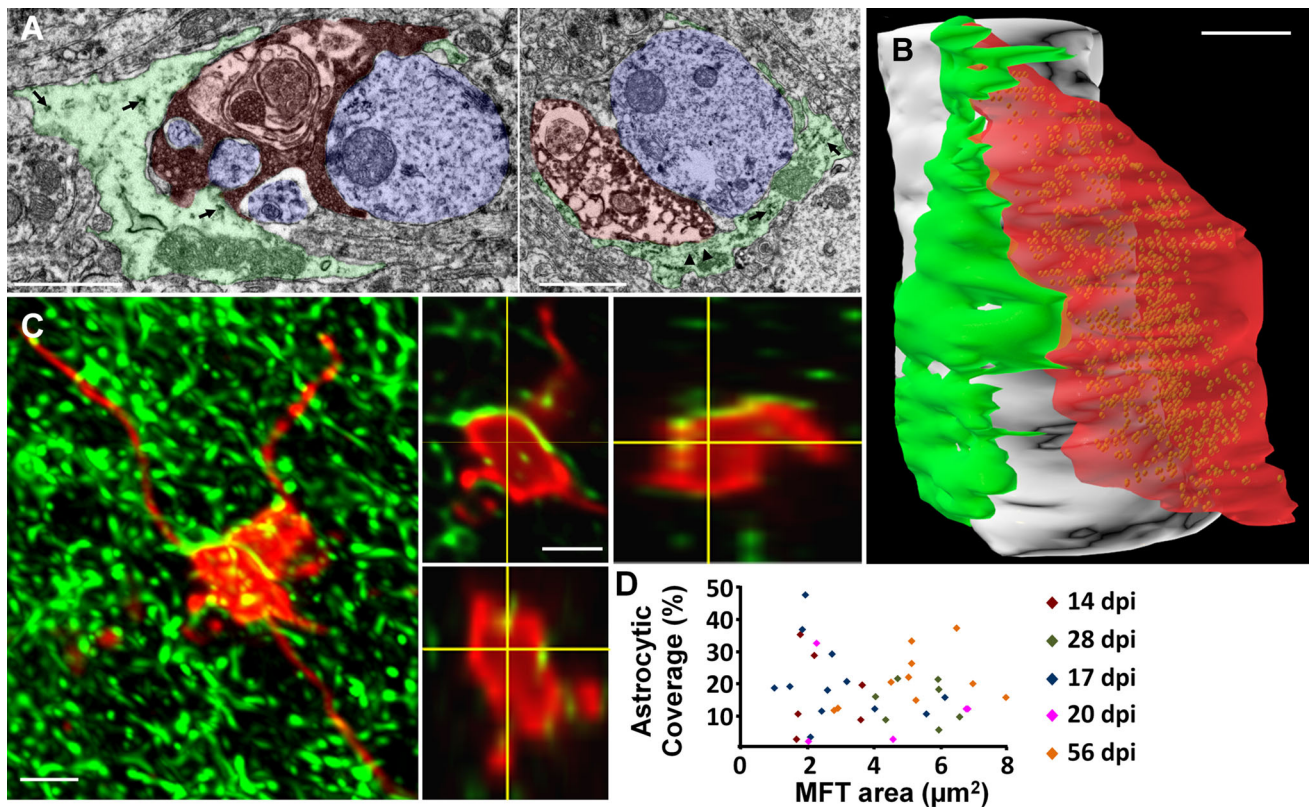 A
B
C
D
50
40
30
20
10
0
2
4
6
8
Astrocytic
Coverage (%)
MFT area (µm²)
14 dpi
28 dpi
17 dpi
20 dpi
56 dpi